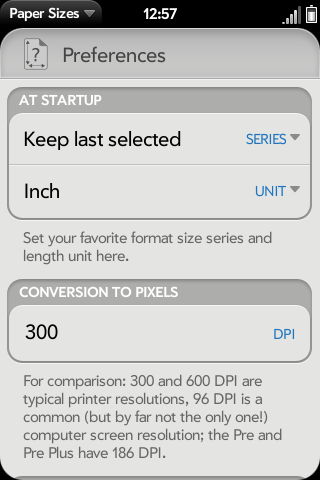 Paper Sizes 12:57
? Preferences
AT STARTUP
Keep last selected SERIES
Inch UNIT
Set your favorite format size series and
length unit here.
CONVERSION TO PIXELS
300 DPI
For comparison: 300 and 600 DPI are
typical printer resolutions, 96 DPI is a
common (but by far not the only one!)
computer screen resolution; the Pre and
Pre Plus have 186 DPI.